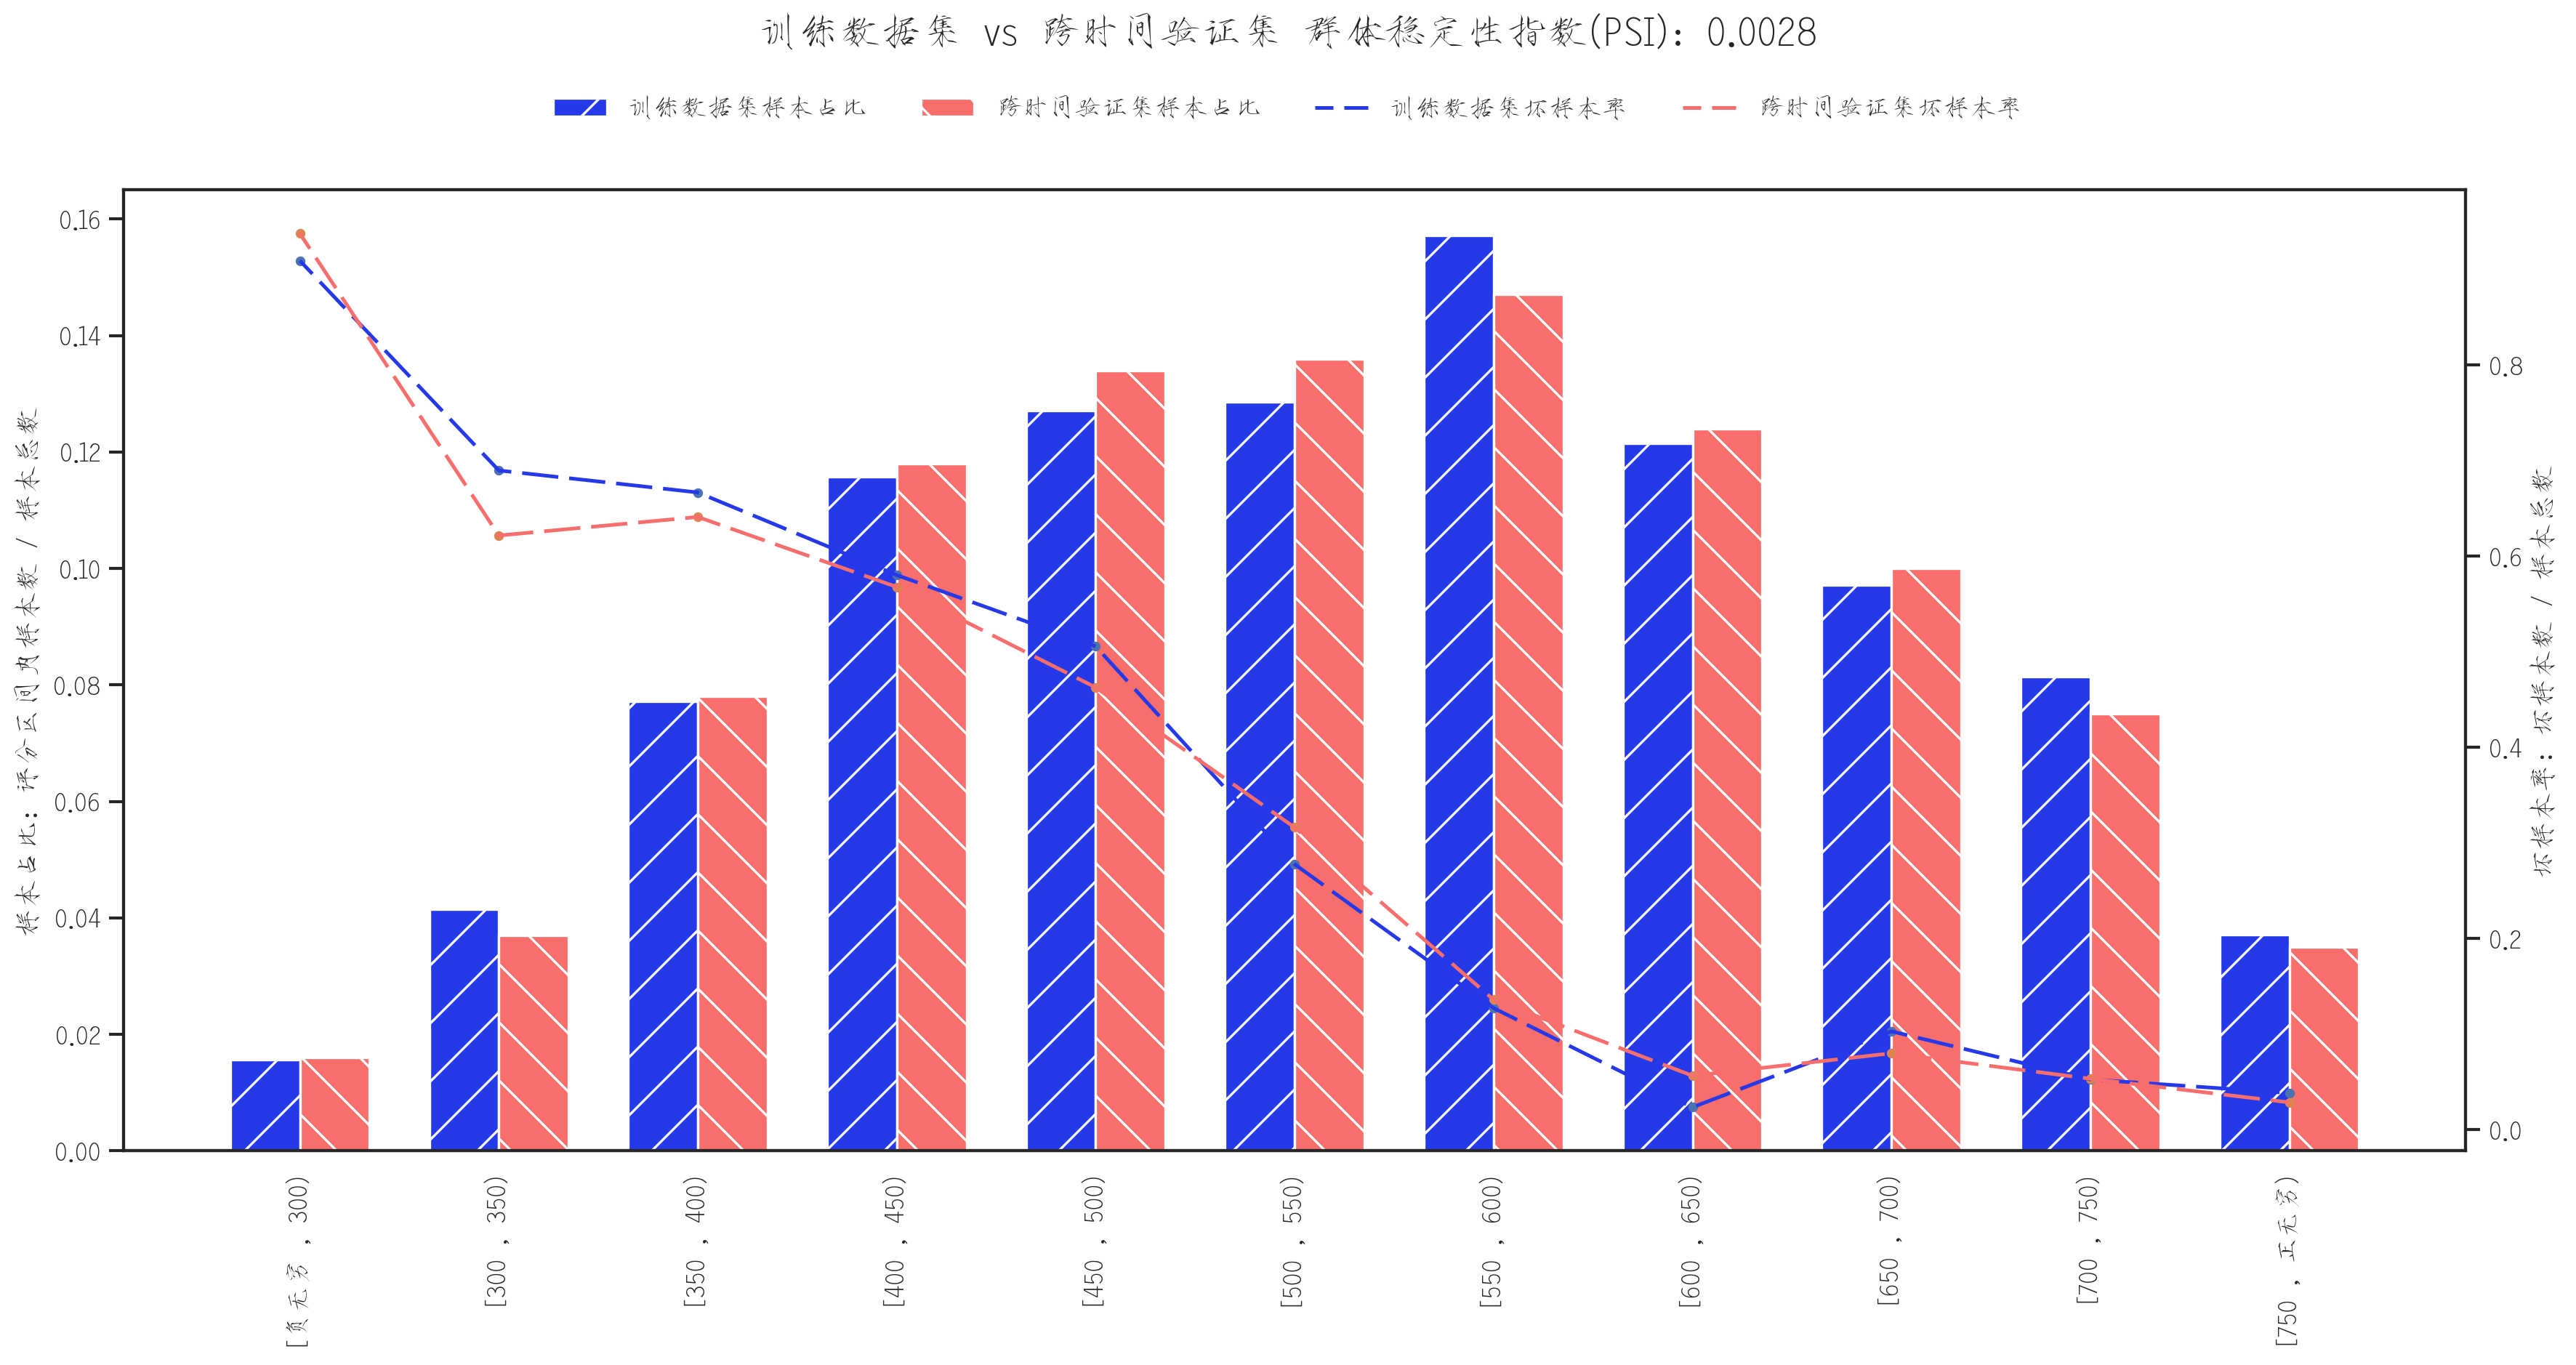 训练数据集 vs 跨时间验证集 群体稳定性指数(PSI): 0.0028
训练数据集样本占比 跨时间验证集样本占比 训练数据集坏样本率 跨时间验证集坏样本率
样本占比: 评分区间内样本数 / 样本总数
0.16
0.14
0.12
0.10
0.08
0.06
0.04
0.02
0.00
0.8
0.6
0.4
0.2
0.0
坏样本率: 坏样本数 / 样本总数
[负无穷 , 300)
[300 , 350)
[350 , 400)
[400 , 450)
[450 , 500)
[500 , 550)
[550 , 600)
[600 , 650)
[650 , 700)
[700 , 750)
[750 , 正无穷)